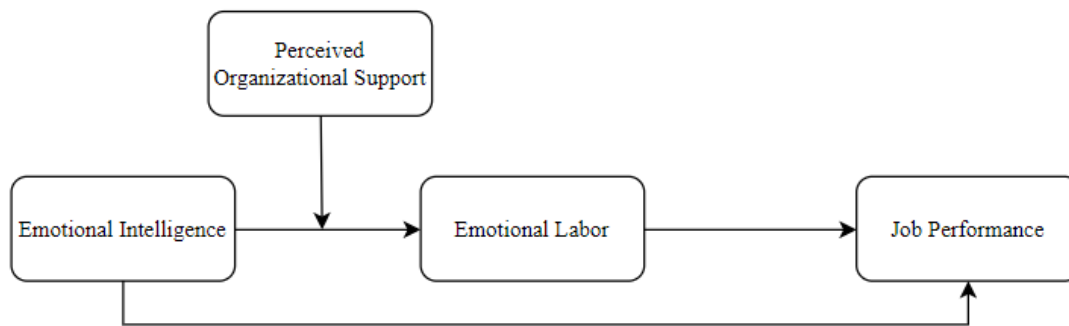 Perceived
Organizational Support
Emotional Intelligence
Emotional Labor
Job Performance